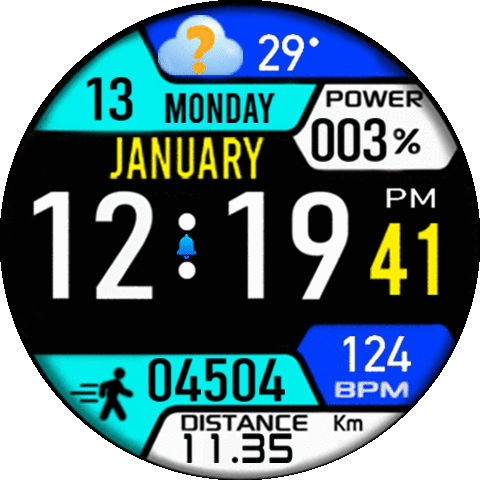 ?
29°
13 MONDAY
POWER
003%
JANUARY
12:19 PM
41
124
BPM
04504
DISTANCE Km
11.35